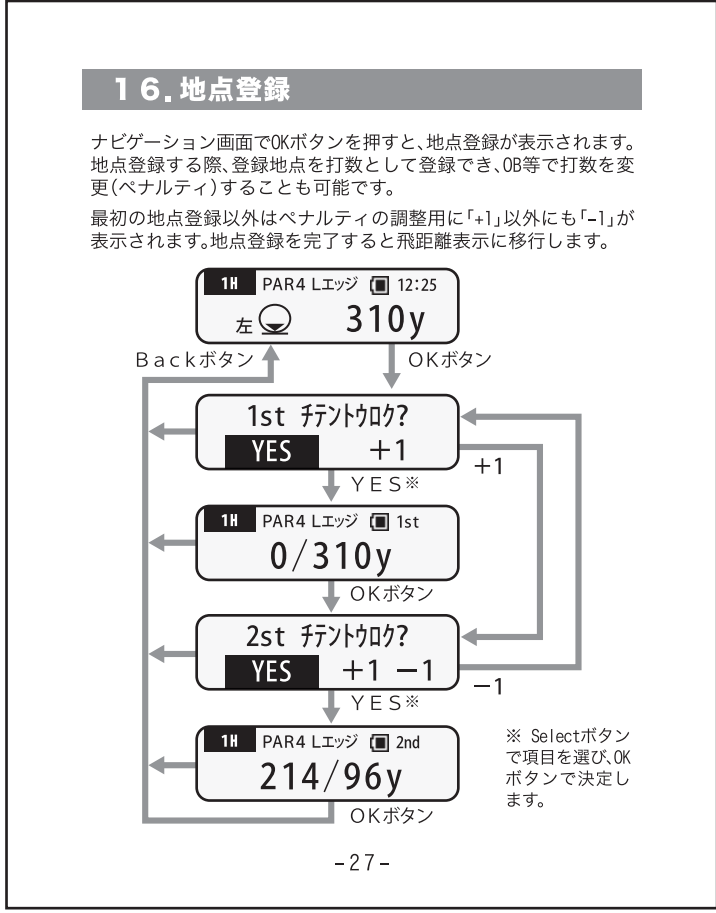 16.地点登録
ナビゲーション画面でOKボタンを押すと、地点登録が表示されます。
地点登録する際、登録地点を打数として登録でき、OB等で打数を変
更(ペナルティ)することも可能です。
最初の地点登録以外はペナルティの調整用に「+1」以外にも「-1」が
表示されます。地点登録を完了すると飛距離表示に移行します。
1H PAR4 Lエッジ 12:25
左 310y
Backボタン OKボタン
1st チテントウロク?
YES +1
+1
YES※
1H PAR4 Lエッジ 1st
0/310y
OKボタン
2st チテントウロク?
YES +1 -1
-1
YES※
1H PAR4 Lエッジ 2nd
214/96y
OKボタン
※ Selectボタン
で項目を選び、OK
ボタンで決定し
ます。
-27-